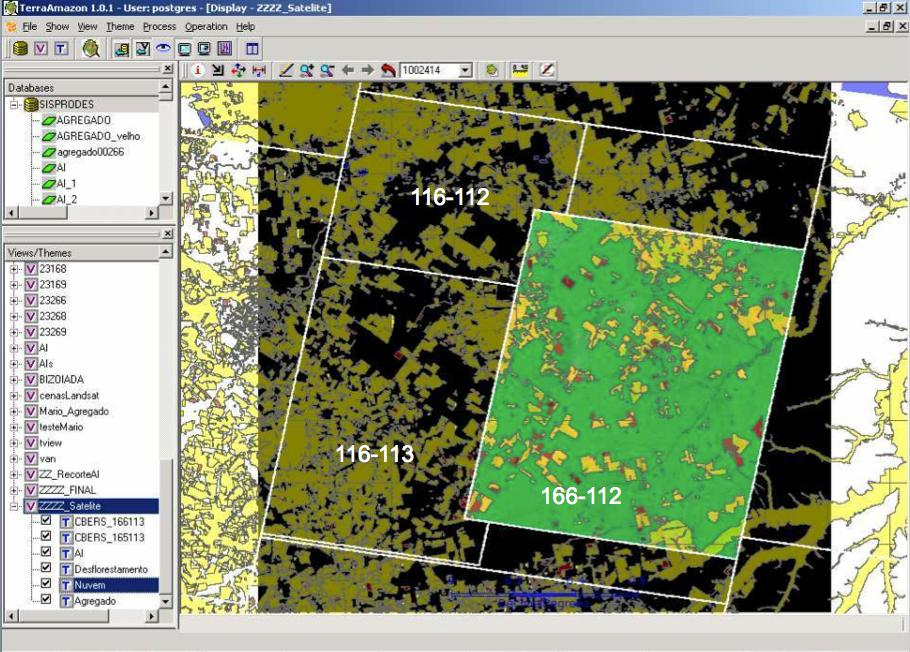 TerraAmazon 1.0.1 - User: postgres - [Display - ZZZZ_Satelite]
File Show View Theme Process Operation Help
1002414
Databases
SISPRODES
AGREGADO
AGREGADO_velho
agregado00266
AI
AI_1
AI_2
Views/Themes
23168
23169
23266
23268
23269
AI
AIs
BIZOIADA
cenasLandsat
Mario_Agregado
testeMario
tview
van
ZZ_RecorteAI
ZZZZ_FINAL
ZZZZ_Satelite
CBERS_166113
CBERS_165113
AI
Desflorestamento
Nuvem
Agregado
116-112
116-113
166-112